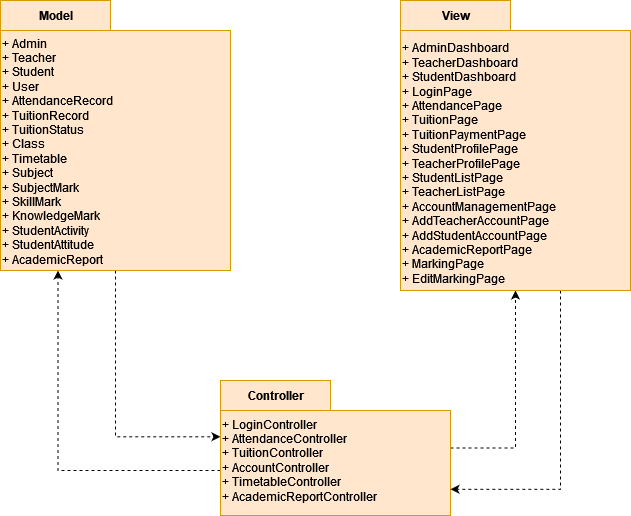 Model
+ Admin
+ Teacher
+ Student
+ User
+ AttendanceRecord
+ TuitionRecord
+ TuitionStatus
+ Class
+ Timetable
+ Subject
+ SubjectMark
+ SkillMark
+ KnowledgeMark
+ StudentActivity
+ StudentAttitude
+ AcademicReport
View
+ AdminDashboard
+ TeacherDashboard
+ StudentDashboard
+ LoginPage
+ AttendancePage
+ TuitionPage
+ TuitionPaymentPage
+ StudentProfilePage
+ TeacherProfilePage
+ StudentListPage
+ TeacherListPage
+ AccountManagementPage
+ AddTeacherAccountPage
+ AddStudentAccountPage
+ AcademicReportPage
+ MarkingPage
+ EditMarkingPage
Controller
+ LoginController
+ AttendanceController
+ TuitionController
+ AccountController
+ TimetableController
+ AcademicReportController